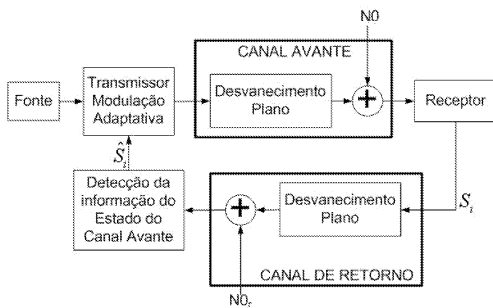 N0
CANAL AVANTE
Fonte
Transmissor
Modulação
Adaptativa
Desvanecimento
Plano
+
Receptor
Ŝi
Si
Detecção da
informação do
Estado do
Canal Avante
+
Desvanecimento
Plano
CANAL DE RETORNO
N0r